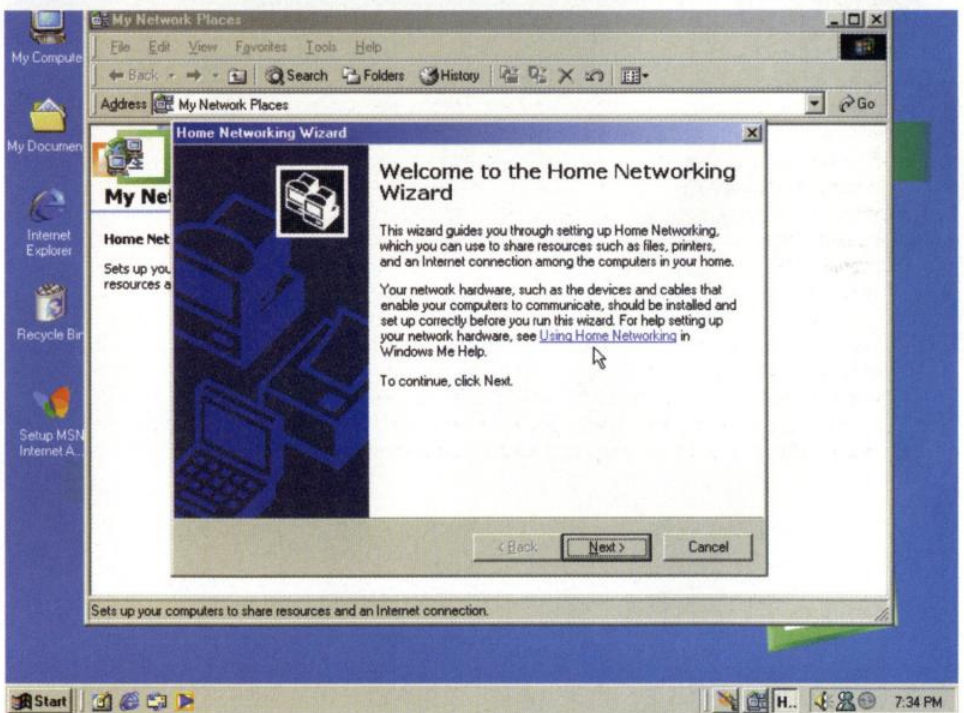 My Network Places
File Edit View Favorites Tools Help
Back Search Folders History
Address My Network Places Go
My Compute
My Documen
Internet
Explorer
Recycle Bin
Setup MSN
Internet A...
My Net
Home Net
Sets up you
resources a
Home Networking Wizard
Welcome to the Home Networking
Wizard
This wizard guides you through setting up Home Networking,
which you can use to share resources such as files, printers,
and an Internet connection among the computers in your home.
Your network hardware, such as the devices and cables that
enable your computers to communicate, should be installed and
set up correctly before you run this wizard. For help setting up
your network hardware, see Using Home Networking in
Windows Me Help.
To continue, click Next.
< Back Next > Cancel
Sets up your computers to share resources and an Internet connection.
Start H.. 7:34 PM